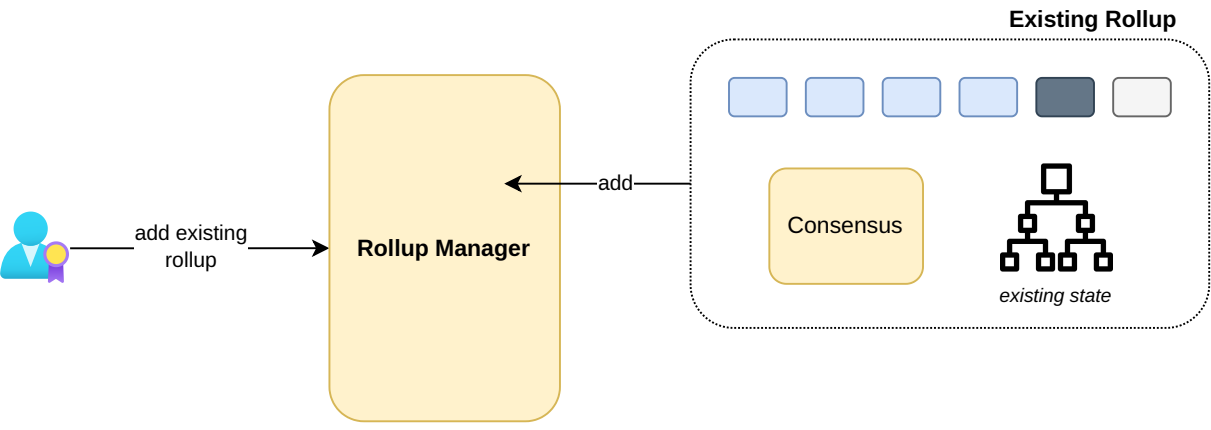 Existing Rollup
add
Consensus
add existing
rollup
Rollup Manager
existing state